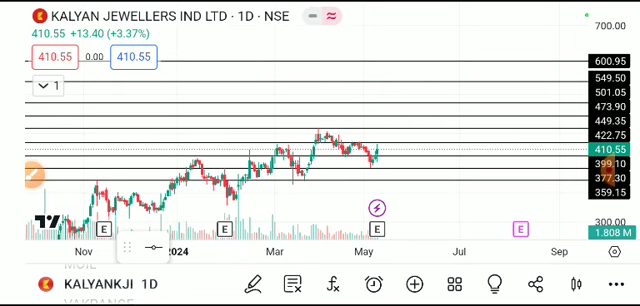 KALYAN JEWELLERS IND LTD · 1D · NSE
410.55 +13.40 (+3.37%)
410.55 0.00 410.55
1
700.00
600.95
549.50
501.05
473.90
449.35
422.75
410.55
399.10
377.30
359.15
300.00
1.808 M
E E E E
Nov 2024 Mar May Jul Sep
MOIL
KALYANKJI 1D